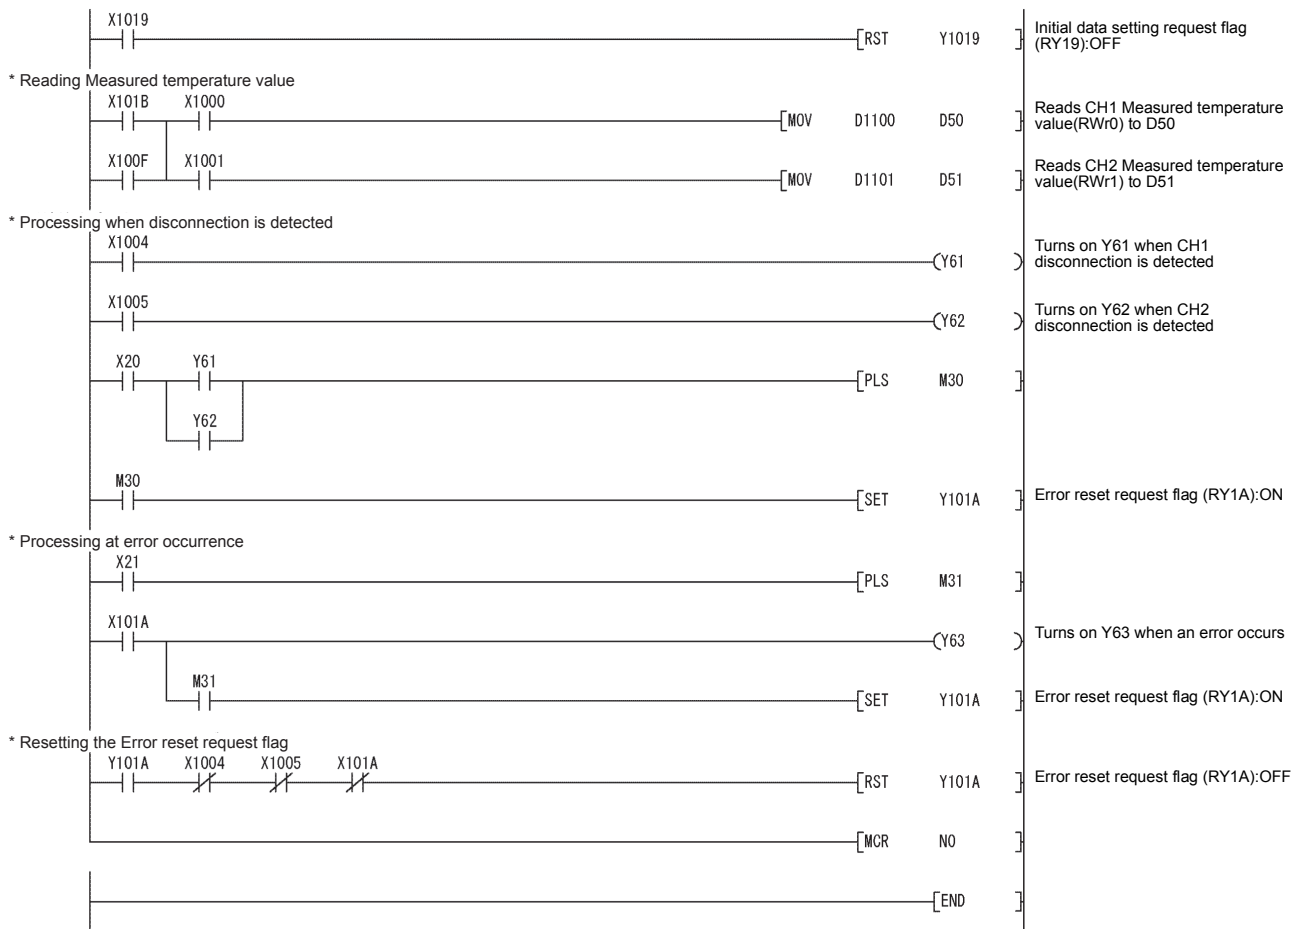 X1019
RST Y1019 Initial data setting request flag
(RY19):OFF
* Reading Measured temperature value
X101B X1000
MOV D1100 D50 Reads CH1 Measured temperature
value(RWr0) to D50
X100F X1001
MOV D1101 D51 Reads CH2 Measured temperature
value(RWr1) to D51
* Processing when disconnection is detected
X1004
Y61 Turns on Y61 when CH1
disconnection is detected
X1005
Y62 Turns on Y62 when CH2
disconnection is detected
X20 Y61
PLS M30
Y62
M30
SET Y101A Error reset request flag (RY1A):ON
* Processing at error occurrence
X21
PLS M31
X101A
Y63 Turns on Y63 when an error occurs
M31
SET Y101A Error reset request flag (RY1A):ON
* Resetting the Error reset request flag
Y101A X1004 X1005 X101A
RST Y101A Error reset request flag (RY1A):OFF
MCR N0
END